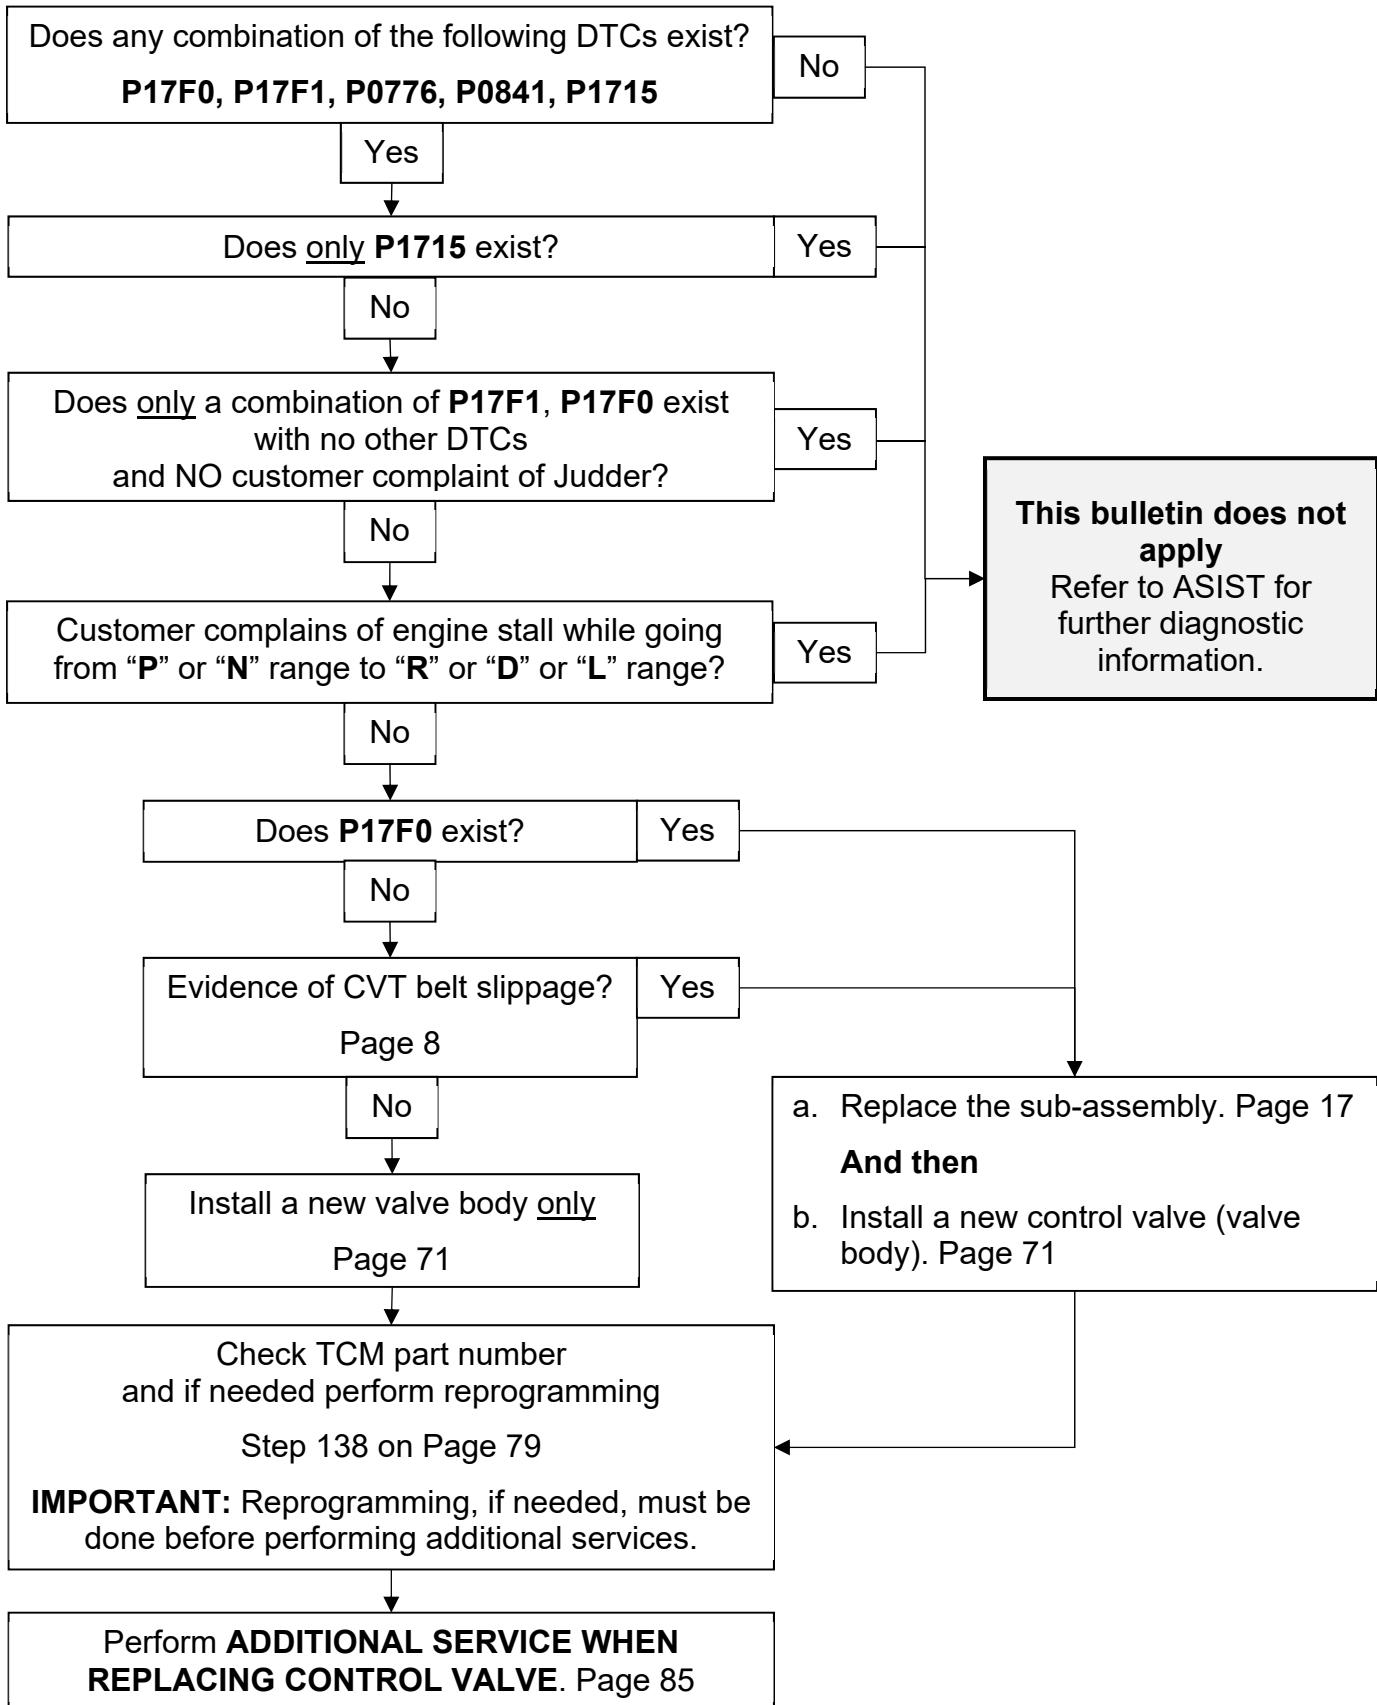 Does any combination of the following DTCs exist?
P17F0, P17F1, P0776, P0841, P1715
No
Yes
Does only P1715 exist?
Yes
No
Does only a combination of P17F1, P17F0 exist
with no other DTCs
and NO customer complaint of Judder?
Yes
No
This bulletin does not
apply
Refer to ASIST for
further diagnostic
information.
Customer complains of engine stall while going
from “P” or “N” range to “R” or “D” or “L” range?
Yes
No
Does P17F0 exist?
Yes
No
Evidence of CVT belt slippage?
Page 8
Yes
No
a. Replace the sub-assembly. Page 17
And then
b. Install a new control valve (valve
body). Page 71
Install a new valve body only
Page 71
Check TCM part number
and if needed perform reprogramming
Step 138 on Page 79
IMPORTANT: Reprogramming, if needed, must be
done before performing additional services.
Perform ADDITIONAL SERVICE WHEN
REPLACING CONTROL VALVE. Page 85